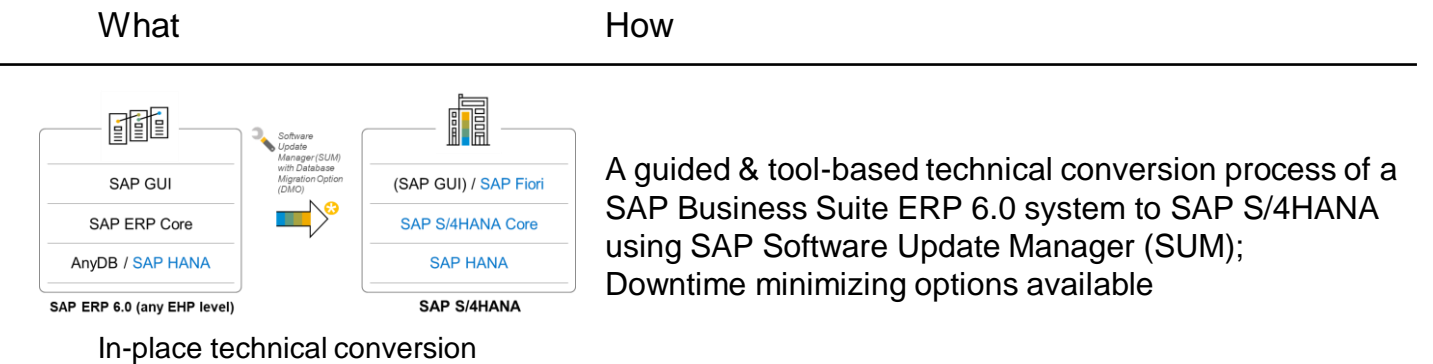 What
How
SAP GUI
SAP ERP Core
AnyDB / SAP HANA
SAP ERP 6.0 (any EHP level)
Software
Update
Manager (SUM)
with Database
Migration Option
(DMO)
(SAP GUI) / SAP Fiori
SAP S/4HANA Core
SAP HANA
SAP S/4HANA
In-place technical conversion
A guided & tool-based technical conversion process of a
SAP Business Suite ERP 6.0 system to SAP S/4HANA
using SAP Software Update Manager (SUM);
Downtime minimizing options available